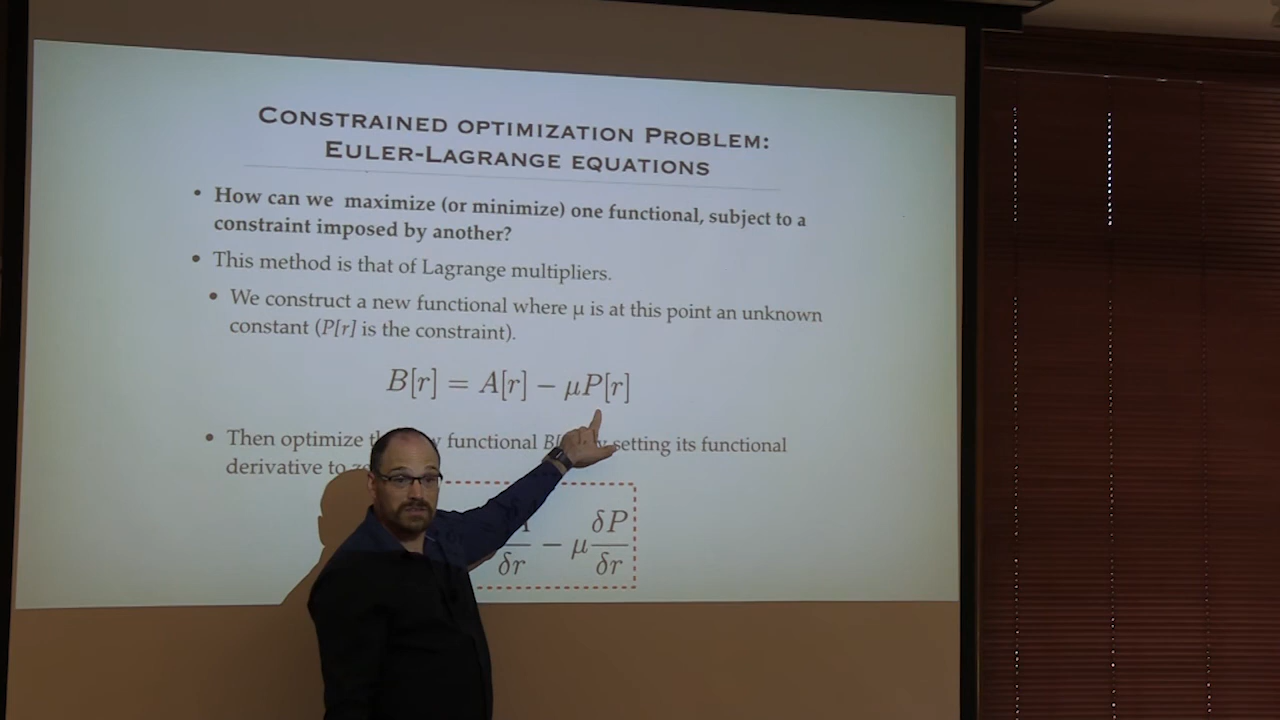 CONSTRAINED OPTIMIZATION PROBLEM:
EULER-LAGRANGE EQUATIONS
• How can we maximize (or minimize) one functional, subject to a
constraint imposed by another?
• This method is that of Lagrange multipliers.
• We construct a new functional where μ is at this point an unknown
constant (P[r] is the constraint).
B[r] = A[r] − μP[r]
• Then optimize functional setting its functional
derivative to
δr − μ δP/δr